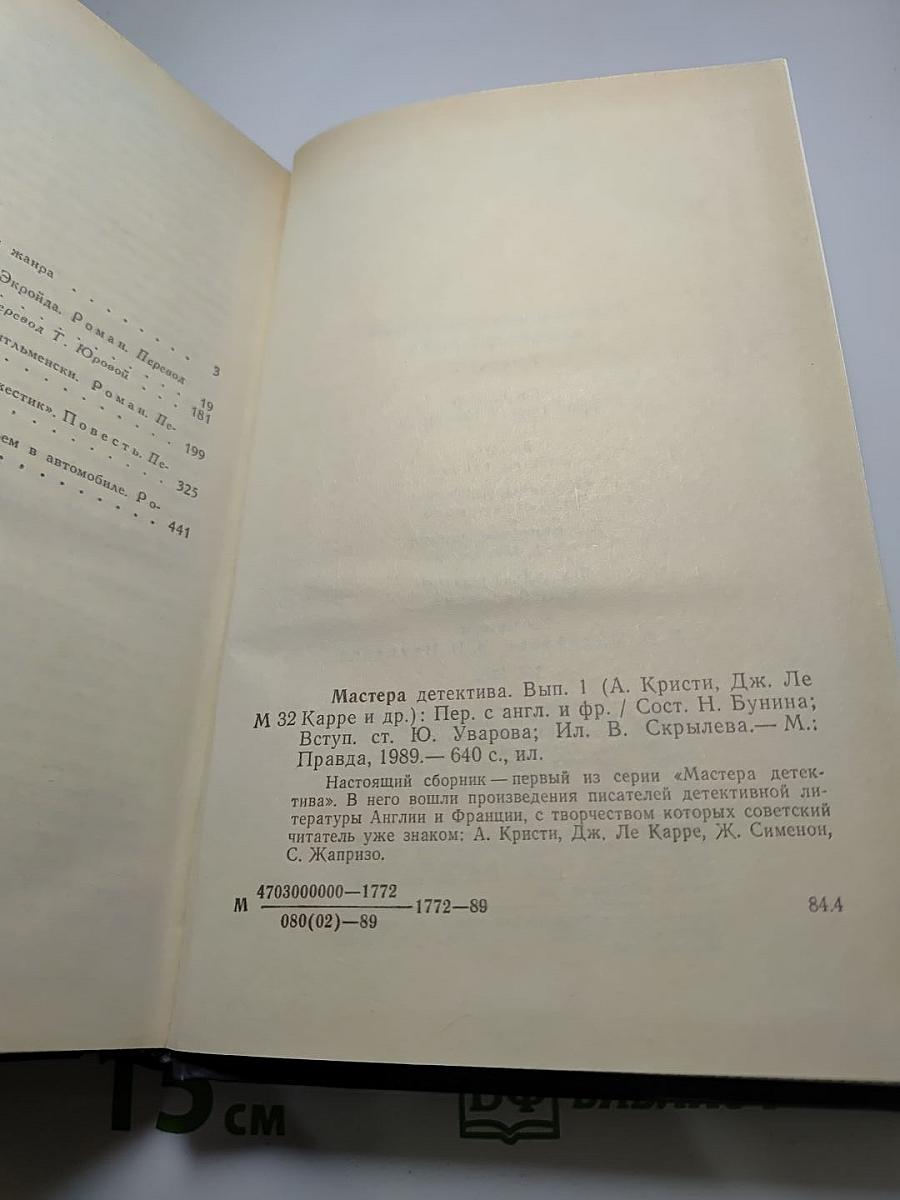 жанра
Экройда. Роман. Перевод
3
19
Перевод Т. Юровой
181
Роман. Пе-
199
Повесть. Пе-
325
в автомобиле. Ро-
441
Мастера детектива. Вып. 1 (А. Кристи, Дж. Ле
М 32 Карре и др.): Пер. с англ. и фр. / Сост. Н. Бунина;
Вступ. ст. Ю. Уварова; Ил. В. Скрылева.— М.:
Правда, 1989.— 640 с., ил.
Настоящий сборник — первый из серии «Мастера детек-
тива». В него вошли произведения писателей детективной ли-
тературы Англии и Франции, с творчеством которых советский
читатель уже знаком: А. Кристи, Дж. Ле Карре, Ж. Сименон,
С. Жапризо.
4703000000—1772
М 1772—89
080(02)—89
84.4
15 см